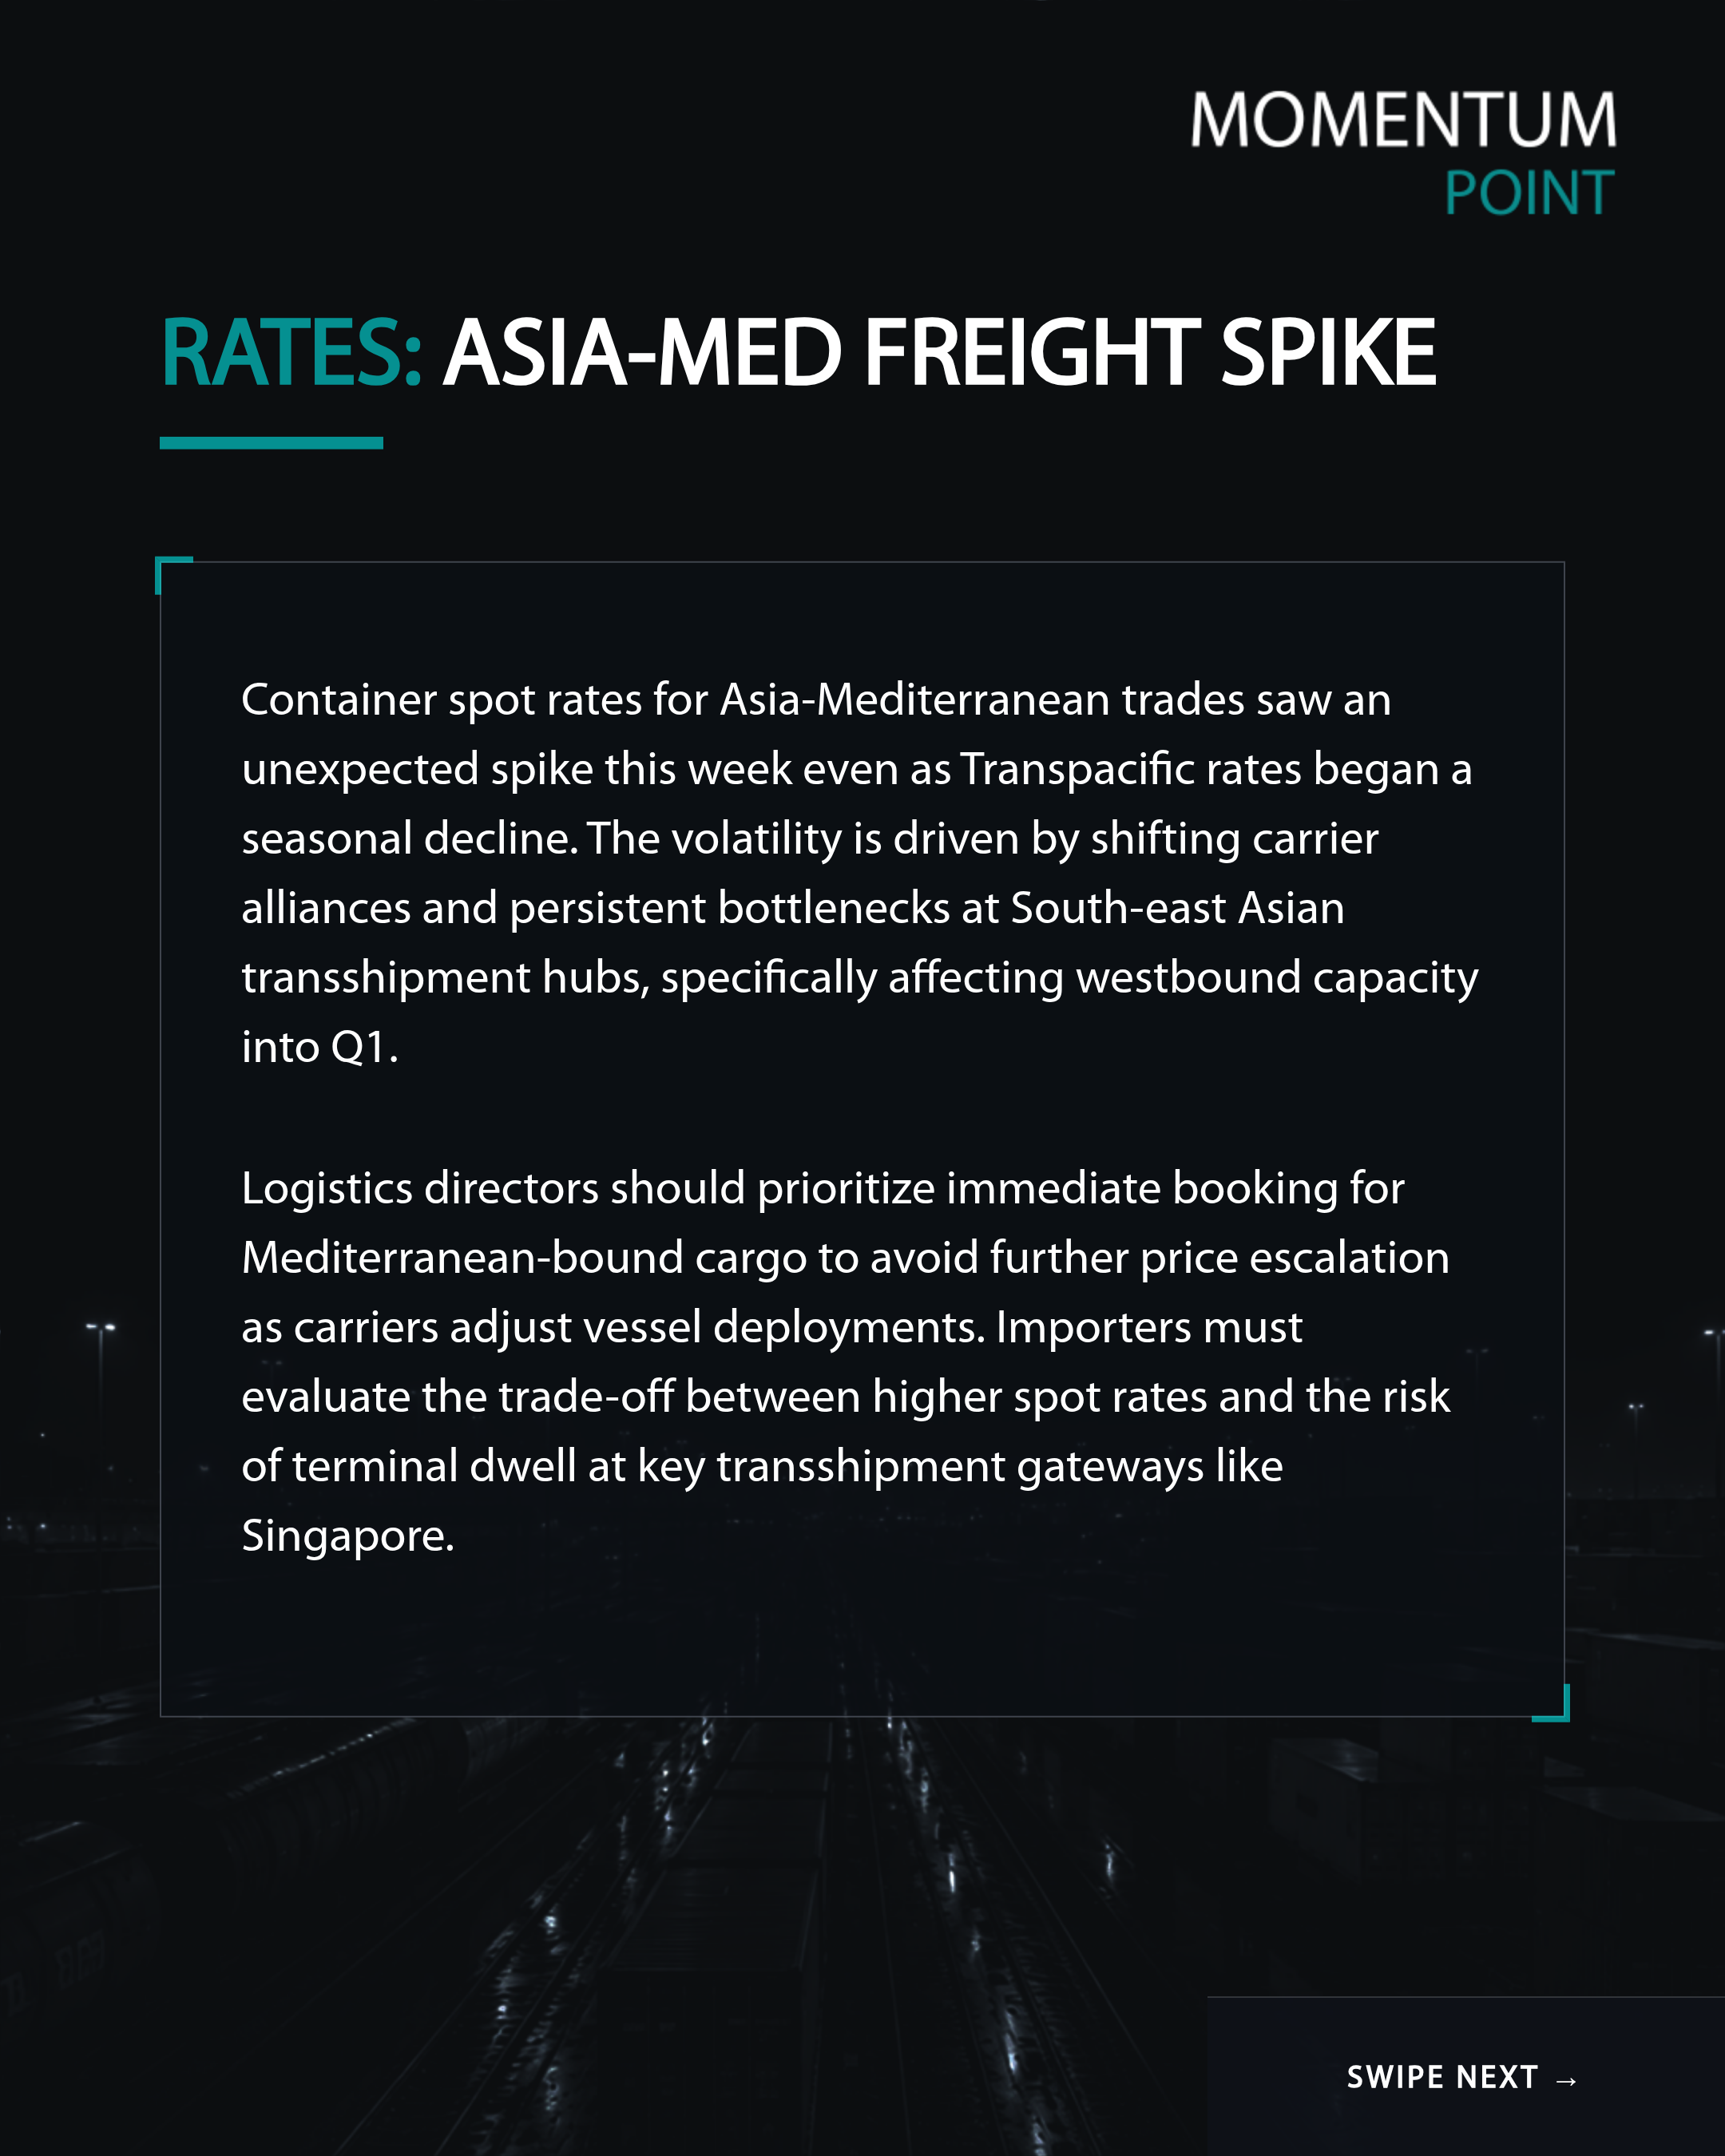 MOMENTUM
POINT
RATES: ASIA-MED FREIGHT SPIKE
Container spot rates for Asia-Mediterranean trades saw an
unexpected spike this week even as Transpacific rates began a
seasonal decline. The volatility is driven by shifting carrier
alliances and persistent bottlenecks at South-east Asian
transshipment hubs, specifically affecting westbound capacity
into Q1.
Logistics directors should prioritize immediate booking for
Mediterranean-bound cargo to avoid further price escalation
as carriers adjust vessel deployments. Importers must
evaluate the trade-off between higher spot rates and the risk
of terminal dwell at key transshipment gateways like
Singapore.
SWIPE NEXT →